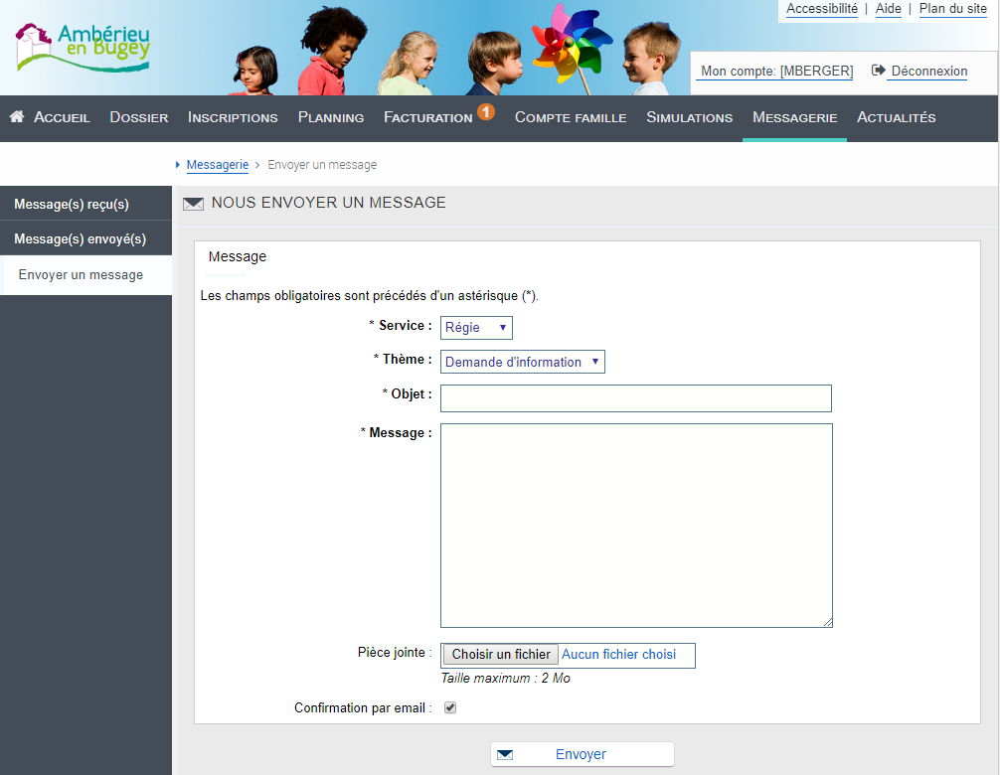 Accessibilité | Aide | Plan du site
Ambérieu
en Bugey
Mon compte: [MBERGER] Déconnexion
Accueil Dossier Inscriptions Planning Facturation 1 Compte famille Simulations Messagerie Actualités
Messagerie > Envoyer un message
Message(s) reçu(s)
Message(s) envoyé(s)
Envoyer un message
NOUS ENVOYER UN MESSAGE
Message
Les champs obligatoires sont précédés d'un astérisque (*).
* Service : Régie
* Thème : Demande d'information
* Objet :
* Message :
Pièce jointe : Choisir un fichier Aucun fichier choisi
Taille maximum : 2 Mo
Confirmation par email :
Envoyer